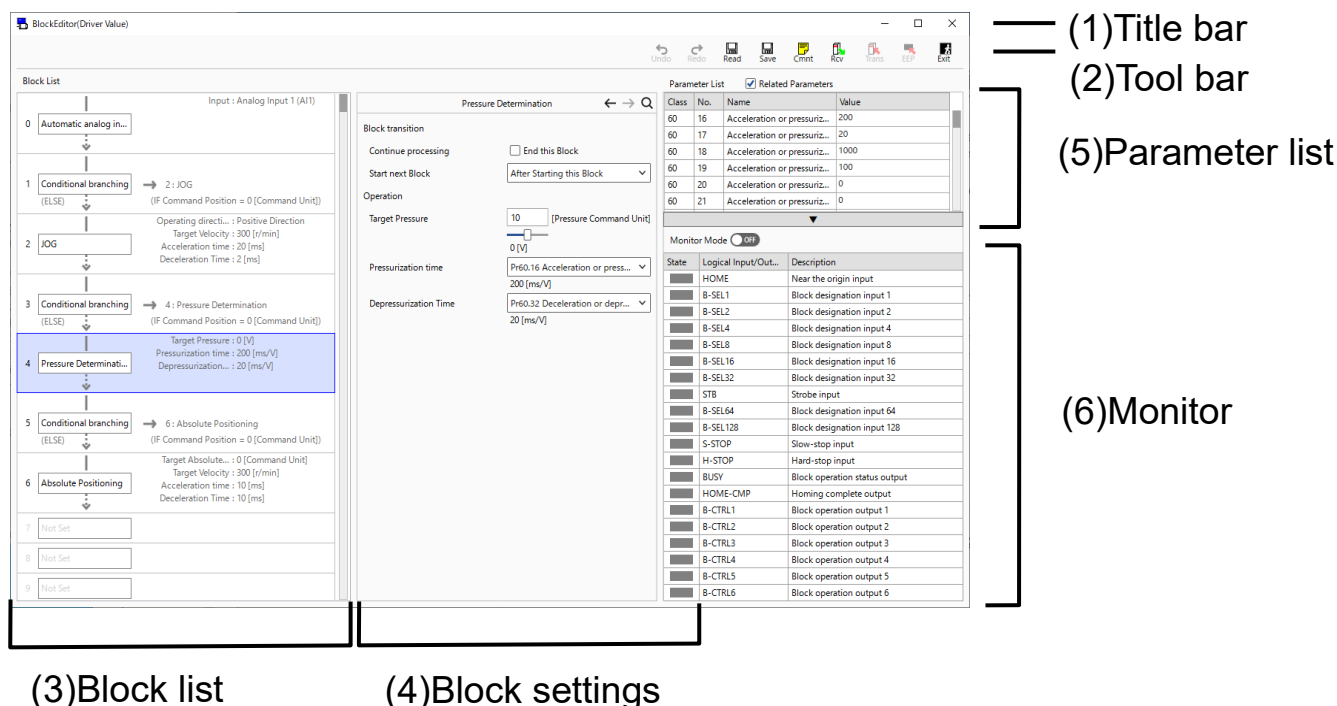 BlockEditor(Driver Value)
(1)Title bar
Undo Redo Read Save Cmnt Rcv Trans EEP Exit
(2)Tool bar
Block List
Input : Analog Input 1 (AI1)
0 Automatic analog in...
1 Conditional branching 2 : JOG
(ELSE) (IF Command Position = 0 [Command Unit])
Operating directi... : Positive Direction
Target Velocity : 300 [r/min]
2 JOG
Acceleration time : 20 [ms]
Deceleration Time : 2 [ms]
3 Conditional branching 4 : Pressure Determination
(ELSE) (IF Command Position = 0 [Command Unit])
Target Pressure : 0 [V]
Pressurization time : 200 [ms/V]
4 Pressure Determinati...
Depressurization... : 20 [ms/V]
5 Conditional branching 6 : Absolute Positioning
(ELSE) (IF Command Position = 0 [Command Unit])
Target Absolute... : 0 [Command Unit]
Target Velocity : 300 [r/min]
6 Absolute Positioning
Acceleration time : 10 [ms]
Deceleration Time : 10 [ms]
7 Not Set
8 Not Set
9 Not Set
Pressure Determination
Block transition
Continue processing End this Block
Start next Block After Starting this Block
Operation
Target Pressure 10 [Pressure Command Unit]
0 [V]
Pressurization time Pr60.16 Acceleration or press...
200 [ms/V]
Depressurization Time Pr60.32 Deceleration or depr...
20 [ms/V]
Parameter List Related Parameters
Class No. Name Value
60 16 Acceleration or pressuriz... 200
60 17 Acceleration or pressuriz... 20
60 18 Acceleration or pressuriz... 1000
60 19 Acceleration or pressuriz... 100
60 20 Acceleration or pressuriz... 0
60 21 Acceleration or pressuriz... 0
(5)Parameter list
Monitor Mode OFF
State Logical Input/Out... Description
HOME Near the origin input
B-SEL1 Block designation input 1
B-SEL2 Block designation input 2
B-SEL4 Block designation input 4
B-SEL8 Block designation input 8
B-SEL16 Block designation input 16
B-SEL32 Block designation input 32
STB Strobe input
B-SEL64 Block designation input 64
B-SEL128 Block designation input 128
S-STOP Slow-stop input
H-STOP Hard-stop input
BUSY Block operation status output
HOME-CMP Homing complete output
B-CTRL1 Block operation output 1
B-CTRL2 Block operation output 2
B-CTRL3 Block operation output 3
B-CTRL4 Block operation output 4
B-CTRL5 Block operation output 5
B-CTRL6 Block operation output 6
(6)Monitor
(3)Block list
(4)Block settings